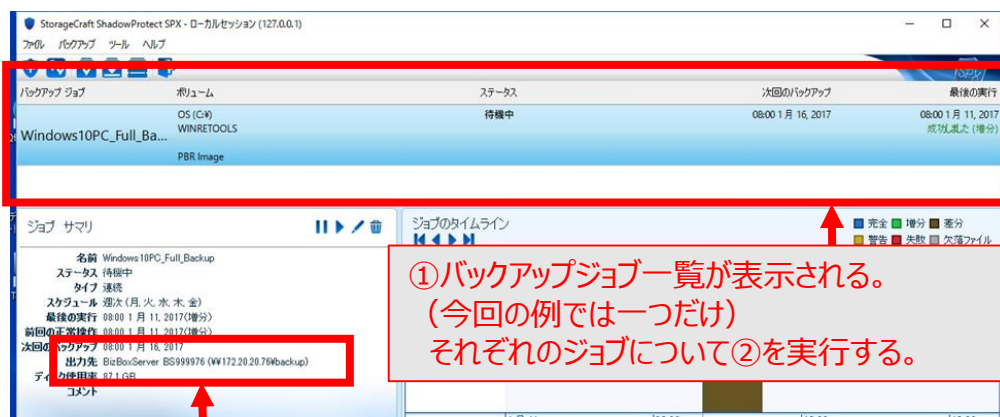 StorageCraft ShadowProtect SPX - ローカルセッション (127.0.0.1)
ファイル バックアップ ツール ヘルプ
バックアップ ジョブ ボリューム ステータス 次回のバックアップ 最後の実行
Windows10PC_Full_Ba... OS (C:¥) 待機中 08:00 1 月 16, 2017 08:00 1 月 11, 2017
WINRETOOLS 成功しました (増分)
PBR Image
ジョブ サマリ
名前 Windows10PC_Full_Backup
ステータス 待機中
タイプ 連続
スケジュール 週次 (月, 火, 水, 木, 金)
最後の実行 08:00 1 月 11, 2017(増分)
前回の正常操作 08:00 1 月 11, 2017(増分)
次回のバックアップ 08:00 1 月 16, 2017
出力先 BizBoxServer BS999976 (¥¥172.20.20.76¥backup)
ディスク使用率 87.1 GB
コメント
ジョブのタイムライン
完全 増分 差分
警告 失敗 欠落ファイル
①バックアップジョブ一覧が表示される。
(今回の例では一つだけ)
それぞれのジョブについて②を実行する。